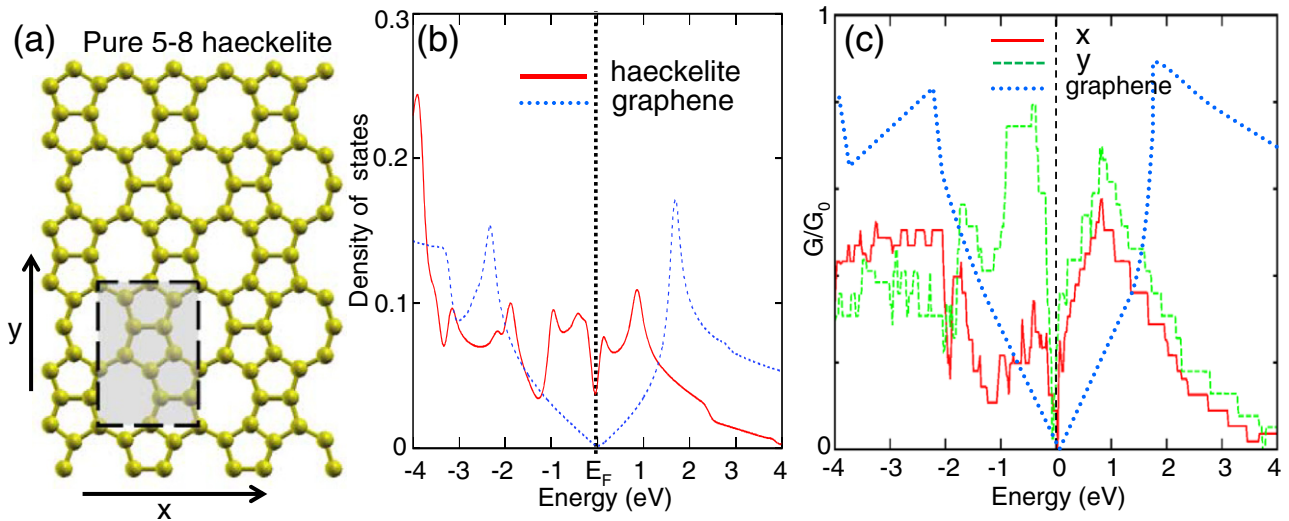 (a) Pure 5-8 haeckelite
y
x
(b)
haeckelite
graphene
Density of states
0.3
0.2
0.1
0
-4 -3 -2 -1 E_F 1 2 3 4
Energy (eV)
(c)
x
y
graphene
G/G_0
1
0
-4 -3 -2 -1 0 1 2 3 4
Energy (eV)